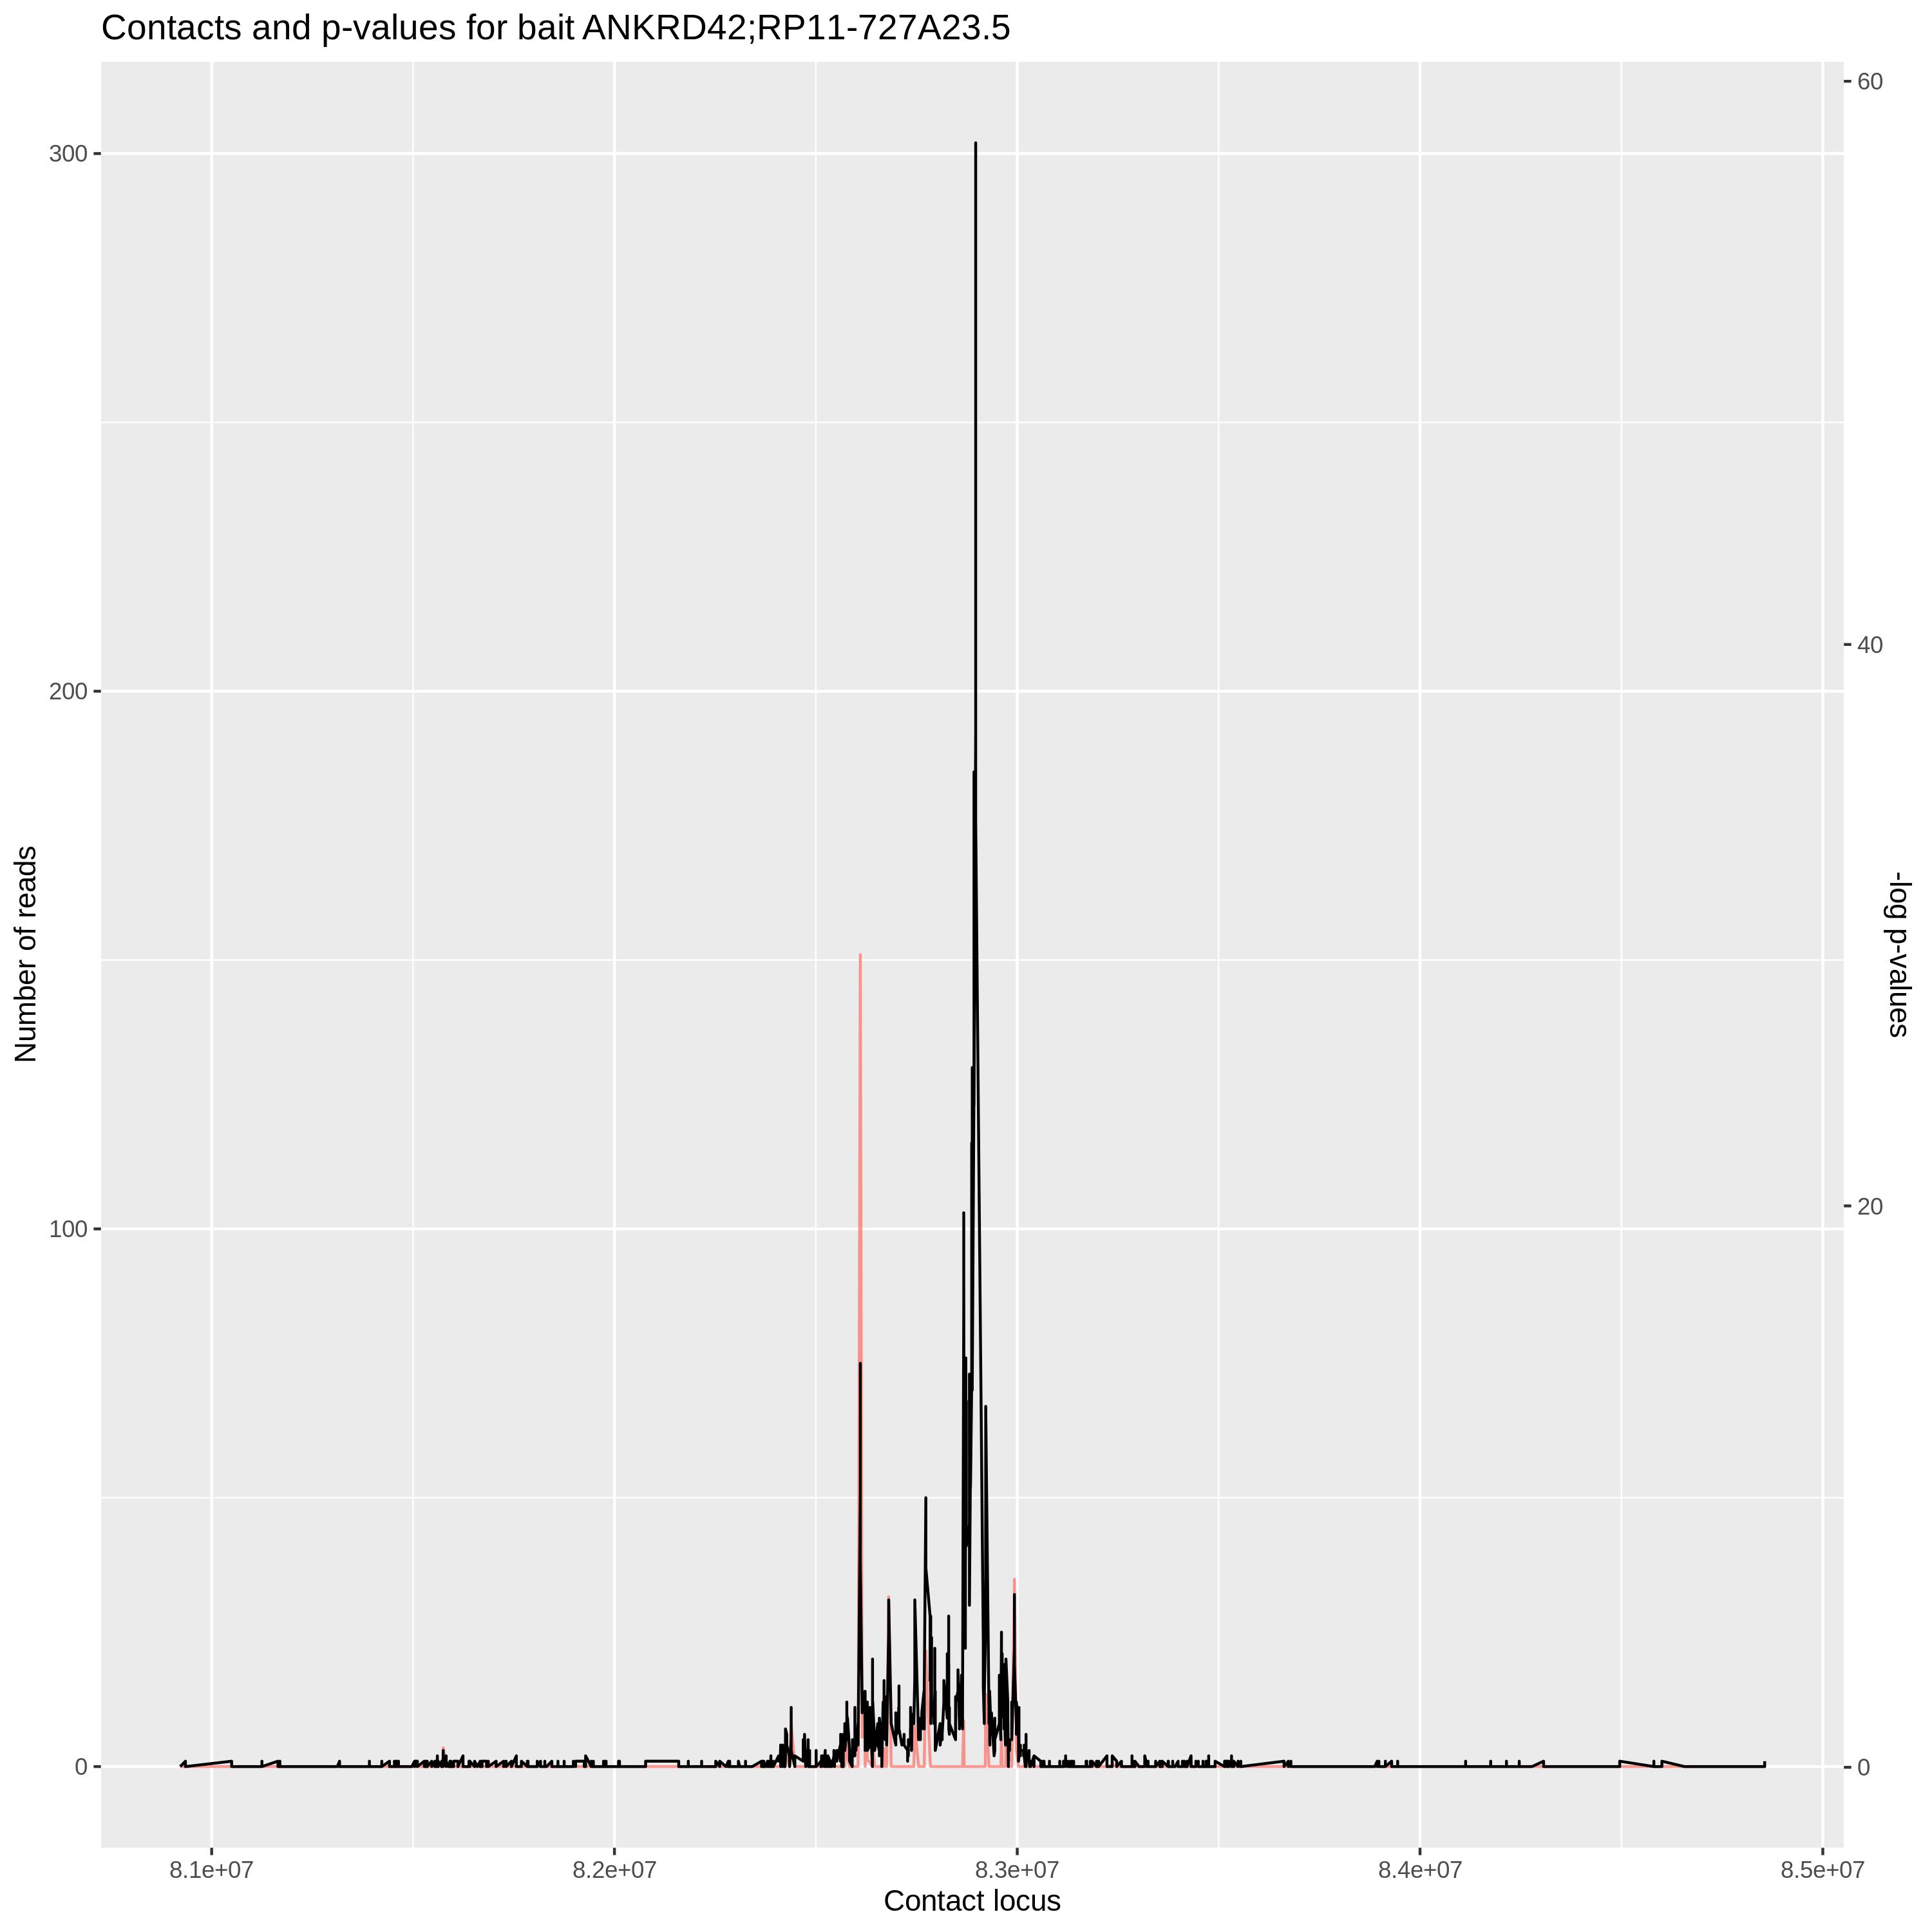 Contacts and p-values for bait ANKRD42;RP11-727A23.5
60
300
40
200
Number of reads
-log p-values
20
100
0
0
8.1e+07
8.2e+07
8.3e+07
8.4e+07
8.5e+07
Contact locus